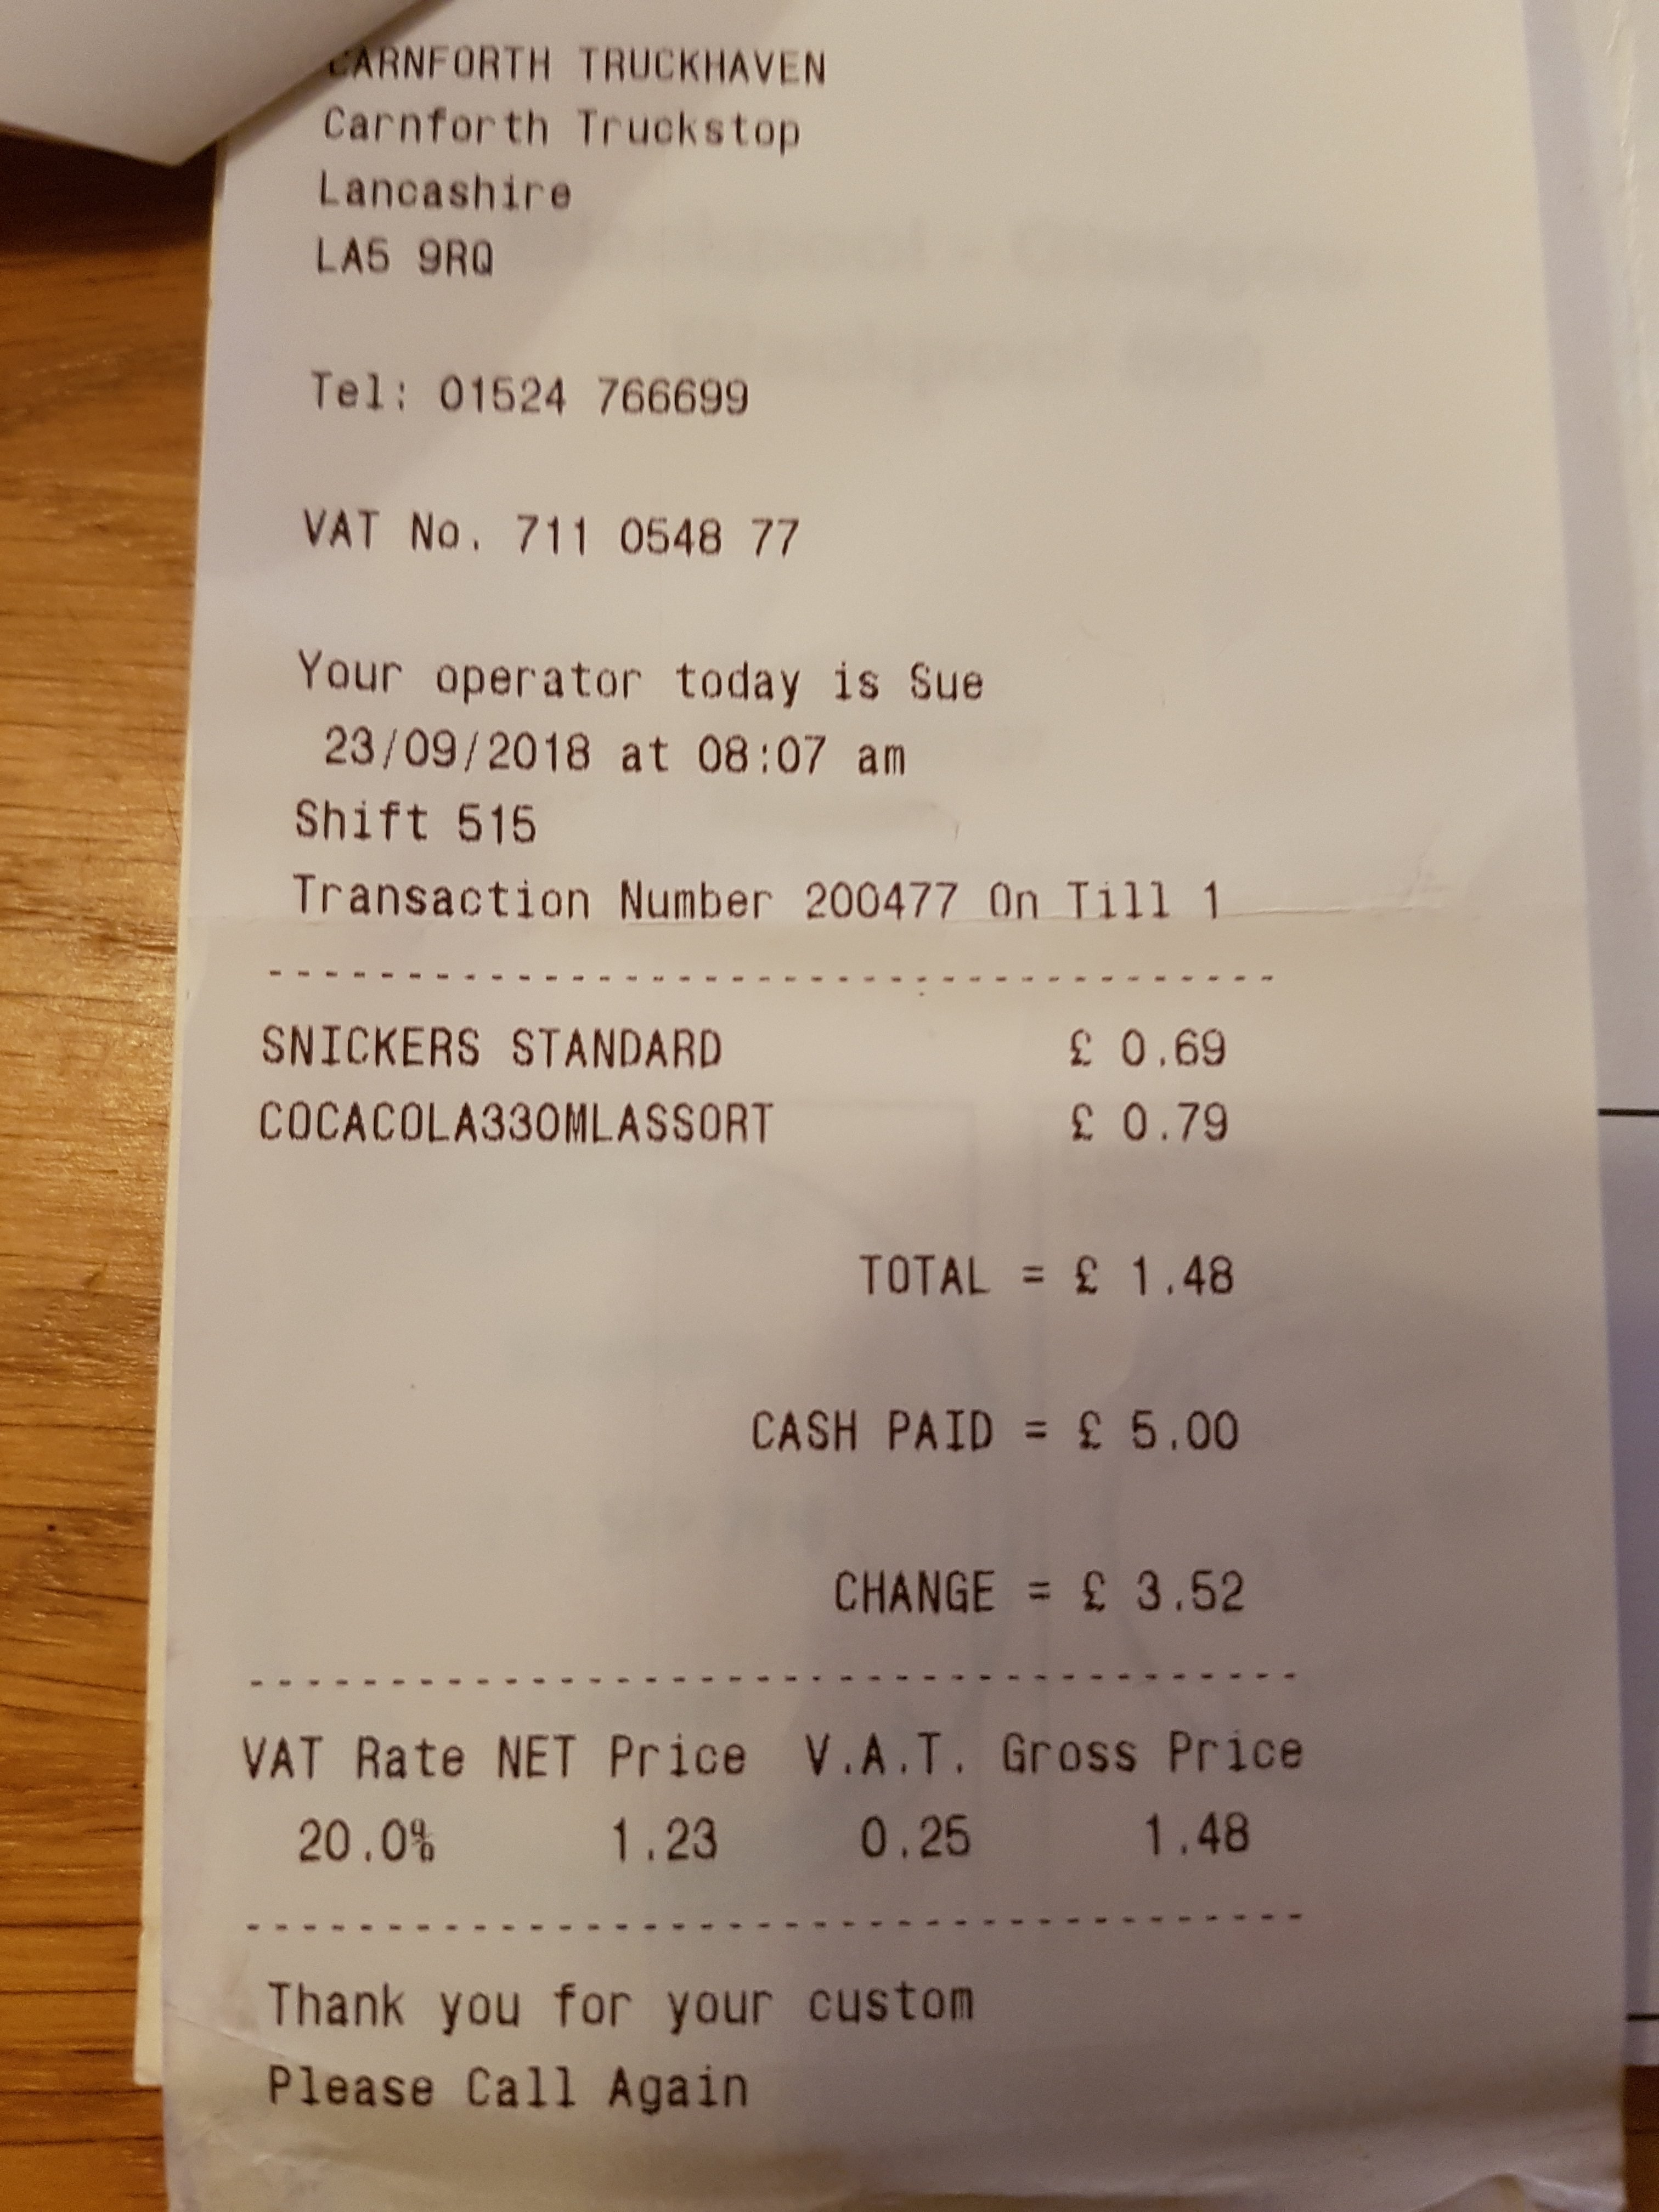 CARNFORTH TRUCKHAVEN
Carnforth Truckstop
Lancashire
LA5 9RQ
Tel: 01524 766699
VAT No. 711 0548 77
Your operator today is Sue
23/09/2018 at 08:07 am
Shift 515
Transaction Number 200477 On Till 1
----------------------------------------
SNICKERS STANDARD £ 0.69
COCACOLA330MLASSORT £ 0.79
TOTAL = £ 1.48
CASH PAID = £ 5.00
CHANGE = £ 3.52
----------------------------------------
VAT Rate NET Price V.A.T. Gross Price
20.0% 1.23 0.25 1.48
----------------------------------------
Thank you for your custom
Please Call Again